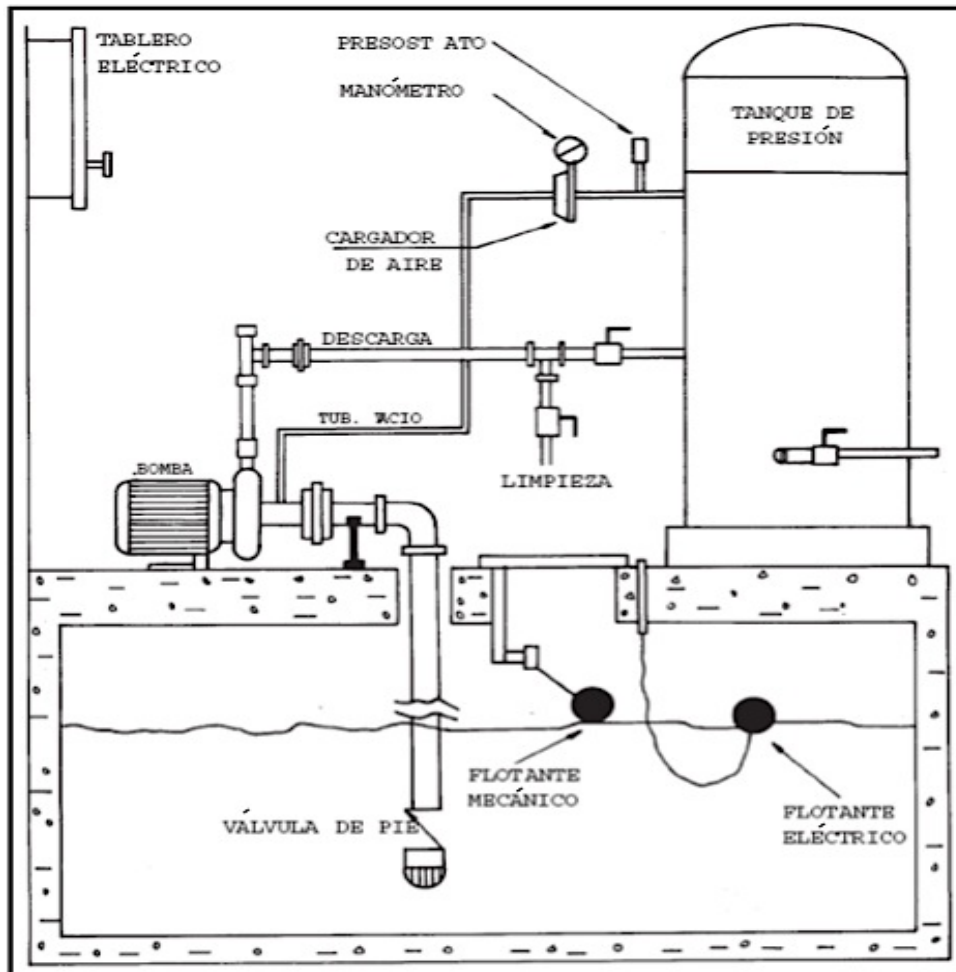 TABLERO
ELÉCTRICO
PRESOST ATO
MANÓMETRO
TANQUE DE
PRESIÓN
CARGADOR
DE AIRE
DESCARGA
TUB. VACIO
LIMPIEZA
BOMBA
FLOTANTE
MECÁNICO
VÁLVULA DE PIE
FLOTANTE
ELÉCTRICO